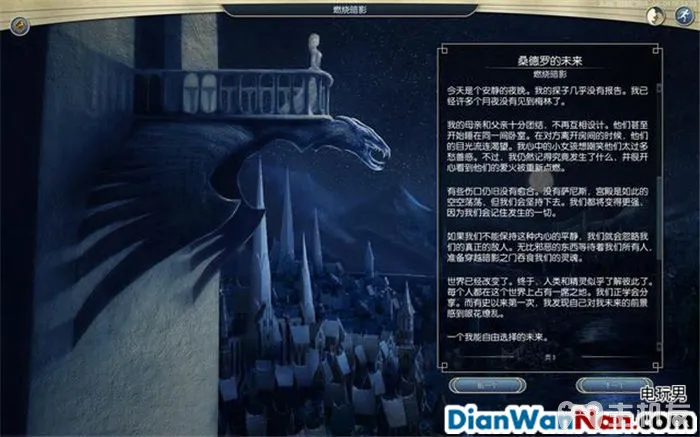 燃烧暗影
桑德罗的未来
燃烧暗影
今天是个安静的夜晚。我的探子几乎没有报告。我已
经许多个月夜没有见到梅林了。
我的母亲和父亲十分团结，不再互相设计。他们甚至
开始睡在同一间卧室。在对方离开房间的时候，他们
的目光流连渴望。我心中的小女孩想嘲笑他们太过多
愁善感。不过，我仍然记得究竟发生了什么，并很开
心看到他们的爱火被重新点燃。
有些伤口仍旧没有愈合。没有萨尼斯，宫殿是如此的
空空荡荡，但我们会坚持下去。我们都将变得更强，
因为我们会记住发生的一切。
如果我们不能保持这种内心的平静，我们就会忽略我
们的真正的敌人。无比邪恶的东西等待着我们所有人，
准备穿越暗影之门吞食我们的灵魂。
世界已经改变了。终于，人类和精灵似乎了解彼此了。
每个人都在这个世界上占有一席之地。我们正学会分
享。而有史以来第一次，我发现自己对我未来的前景
感到眼花缭乱。
一个我能自由选择的未来。
页 3
电玩男
DianWanNan.com